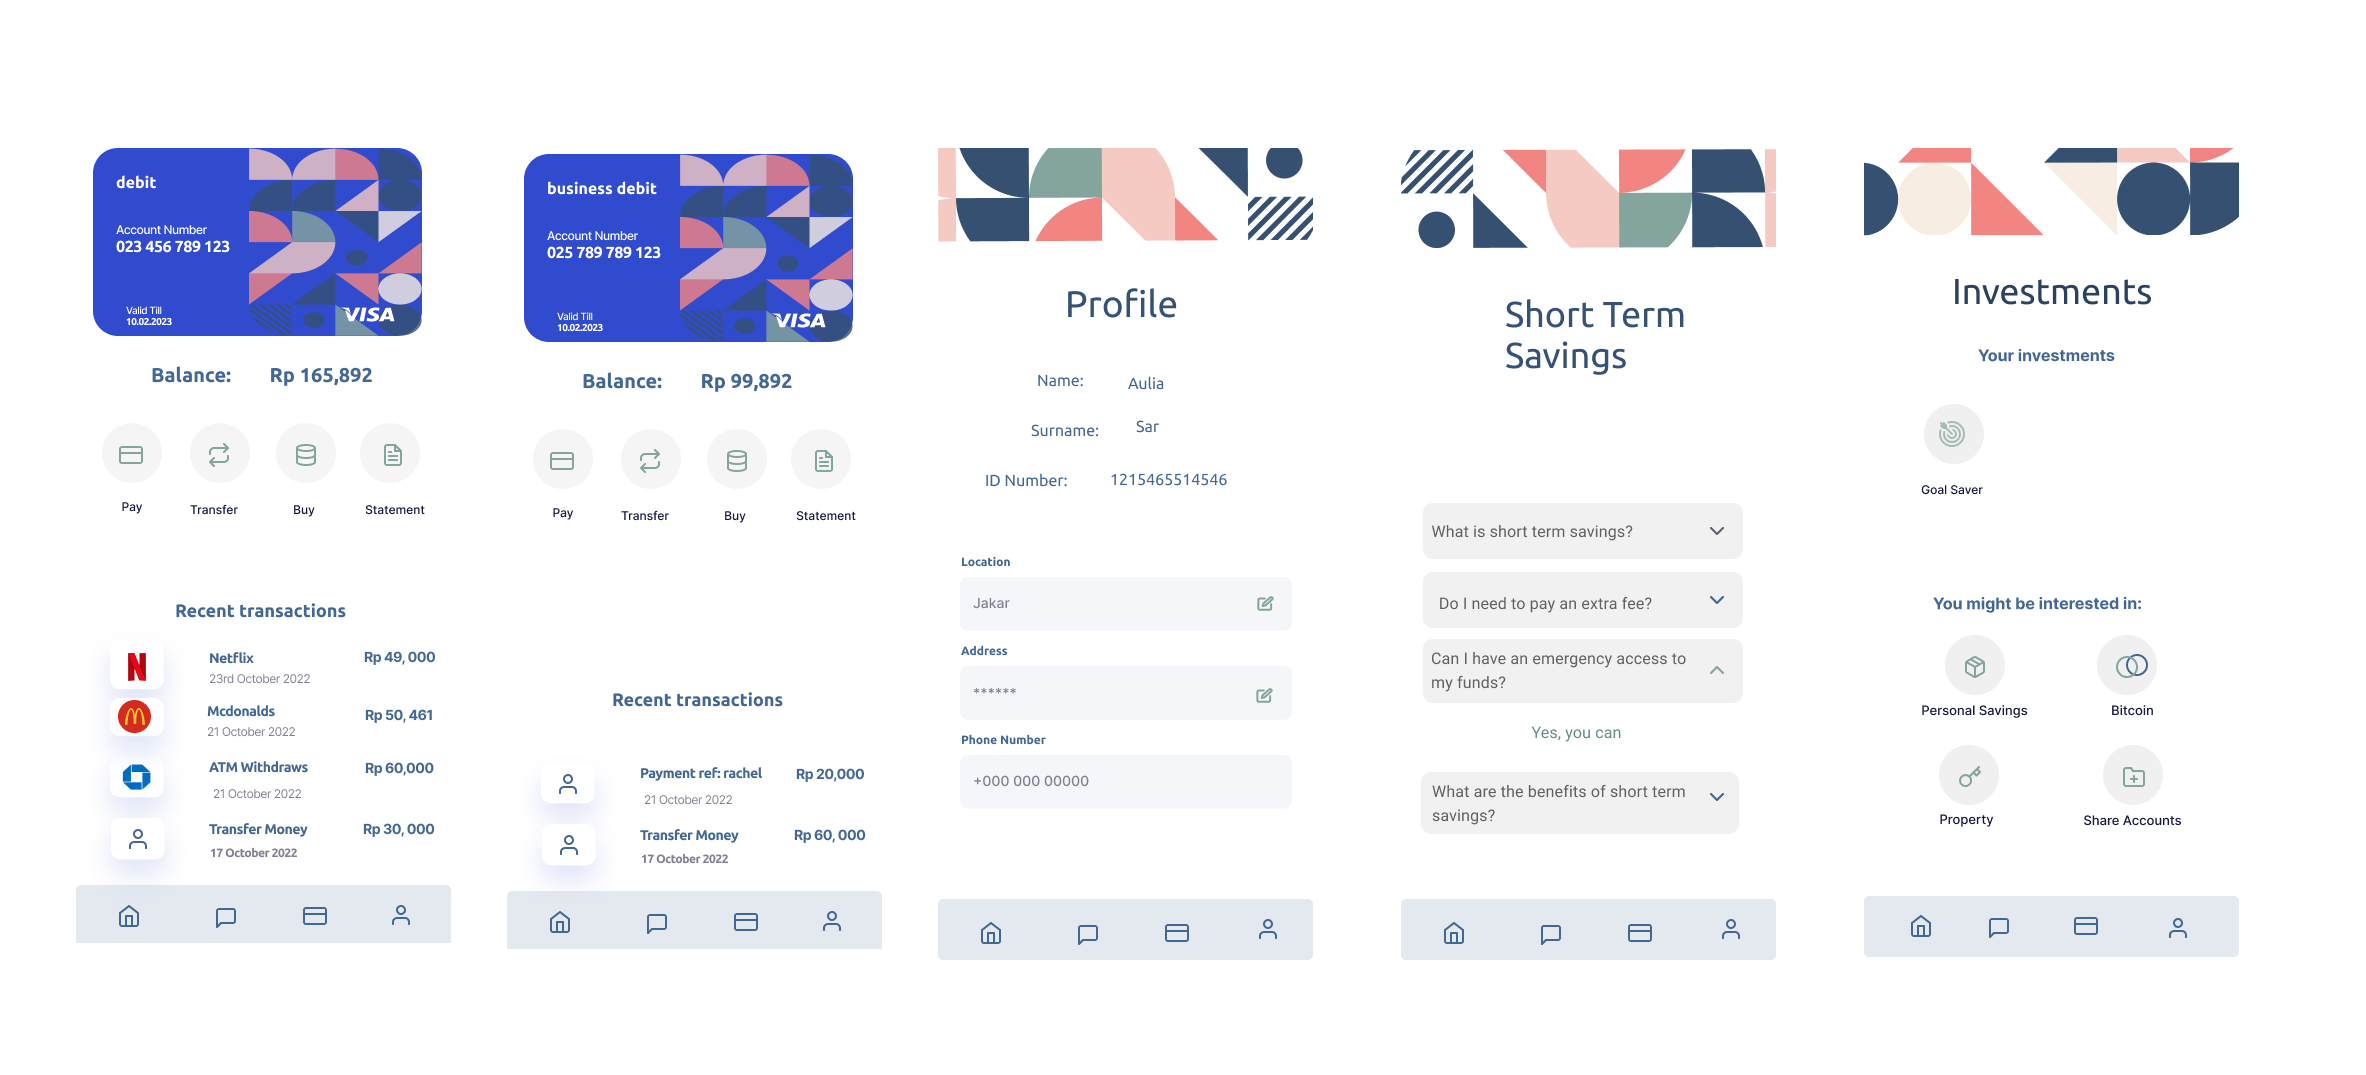 debit
Account Number
023 456 789 123
Valid Till
10.02.2023
VISA
Balance: Rp 165,892
Pay Transfer Buy Statement
Recent transactions
Netflix Rp 49, 000
23rd October 2022
Mcdonalds Rp 50, 461
21 October 2022
ATM Withdraws Rp 60,000
21 October 2022
Transfer Money Rp 30, 000
17 October 2022
business debit
Account Number
025 789 789 123
Valid Till
10.02.2023
VISA
Balance: Rp 99,892
Pay Transfer Buy Statement
Recent transactions
Payment ref: rachel Rp 20,000
21 October 2022
Transfer Money Rp 60, 000
17 October 2022
Profile
Name: Aulia
Surname: Sar
ID Number: 1215465514546
Location
Jakar
Address
******
Phone Number
+000 000 00000
Short Term
Savings
What is short term savings?
Do I need to pay an extra fee?
Can I have an emergency access to
my funds?
Yes, you can
What are the benefits of short term
savings?
Investments
Your investments
Goal Saver
You might be interested in:
Personal Savings Bitcoin
Property Share Accounts